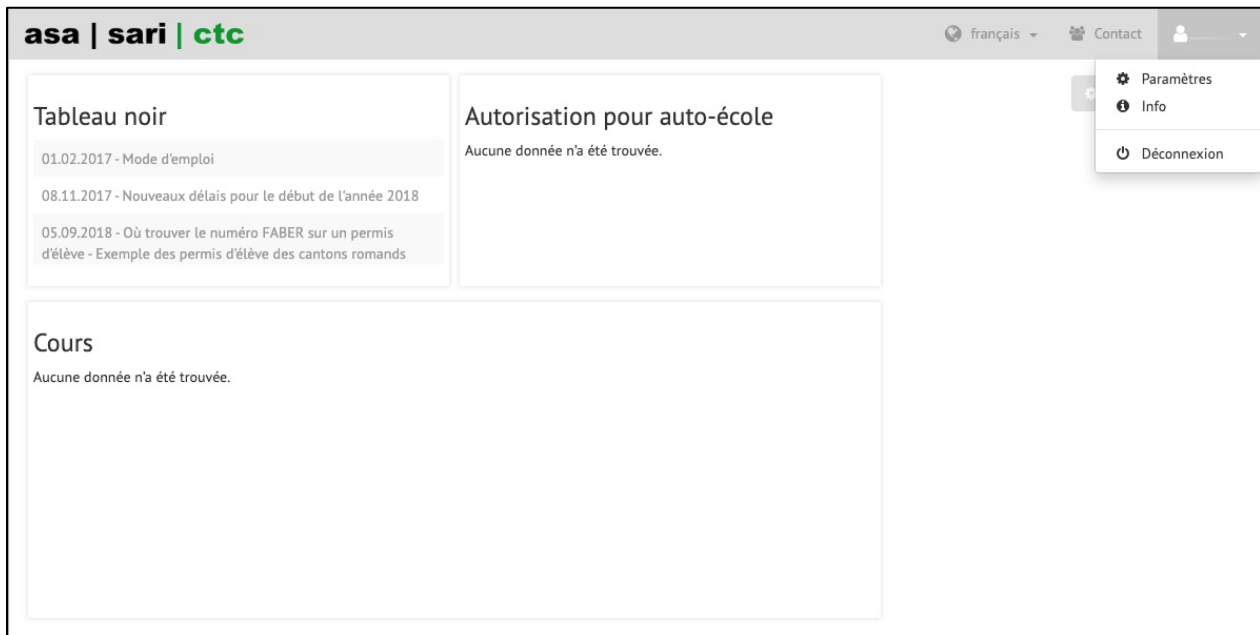 asa | sari | ctc
français
Contact
Paramètres
Info
Déconnexion
Tableau noir
01.02.2017 - Mode d'emploi
08.11.2017 - Nouveaux délais pour le début de l'année 2018
05.09.2018 - Où trouver le numéro FABER sur un permis
d'élève - Exemple des permis d'élève des cantons romands
Autorisation pour auto-école
Aucune donnée n'a été trouvée.
Cours
Aucune donnée n'a été trouvée.